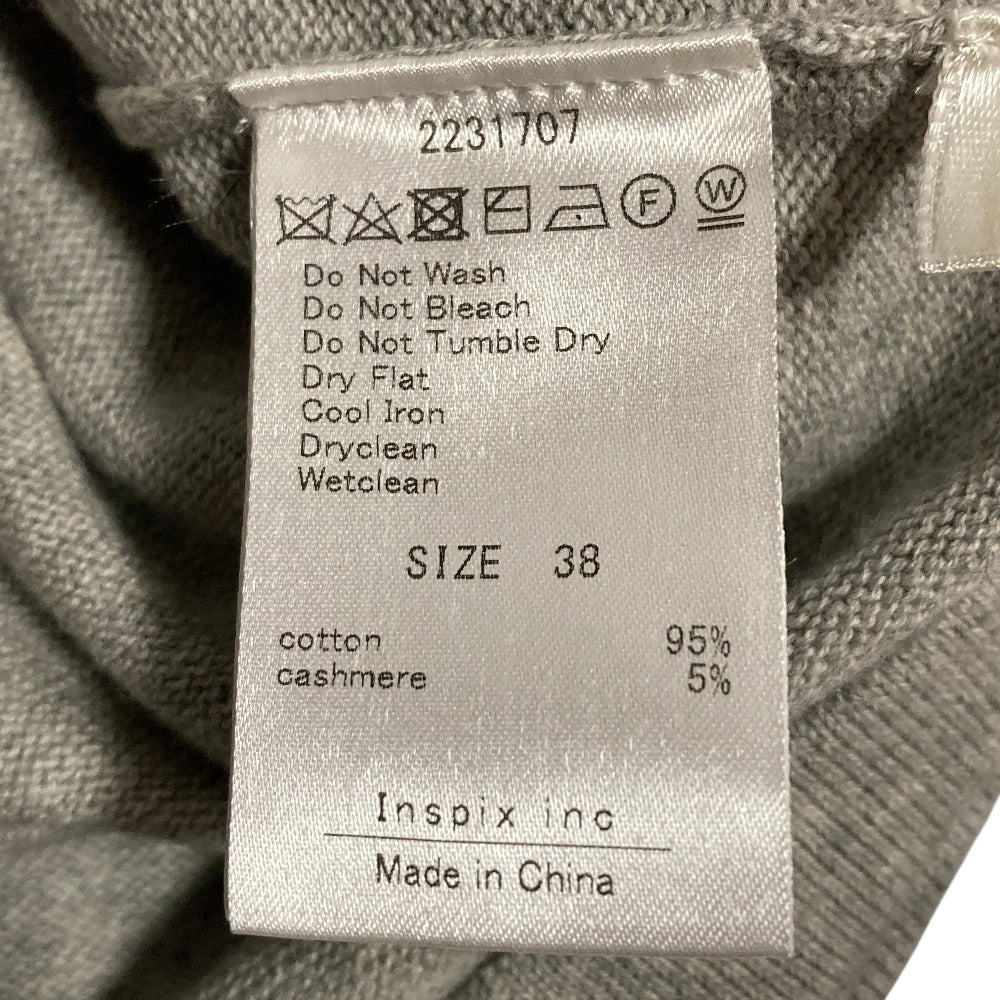 2231707
F W
Do Not Wash
Do Not Bleach
Do Not Tumble Dry
Dry Flat
Cool Iron
Dryclean
Wetclean
SIZE 38
cotton 95%
cashmere 5%
Inspix inc
Made in China